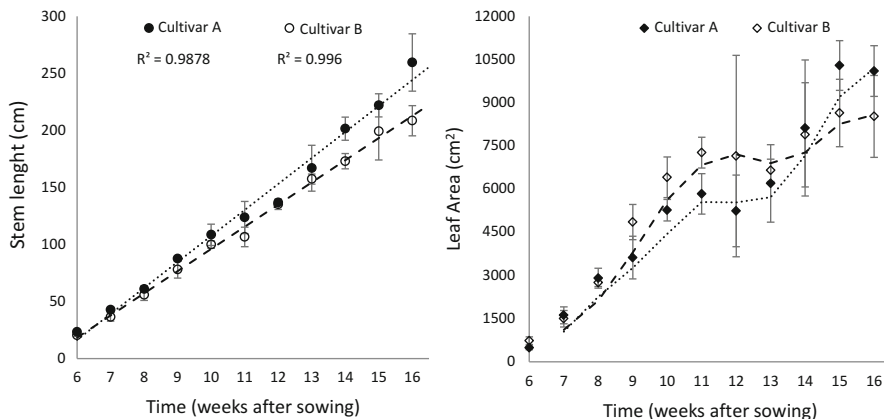 Stem lenght (cm)
300
250
200
150
100
50
0
Cultivar A
Cultivar B
R² = 0.9878
R² = 0.996
6 7 8 9 10 11 12 13 14 15 16
Time (weeks after sowing)
Leaf Area (cm²)
12000
10500
9000
7500
6000
4500
3000
1500
0
Cultivar A
Cultivar B
6 7 8 9 10 11 12 13 14 15 16
Time (weeks after sowing)